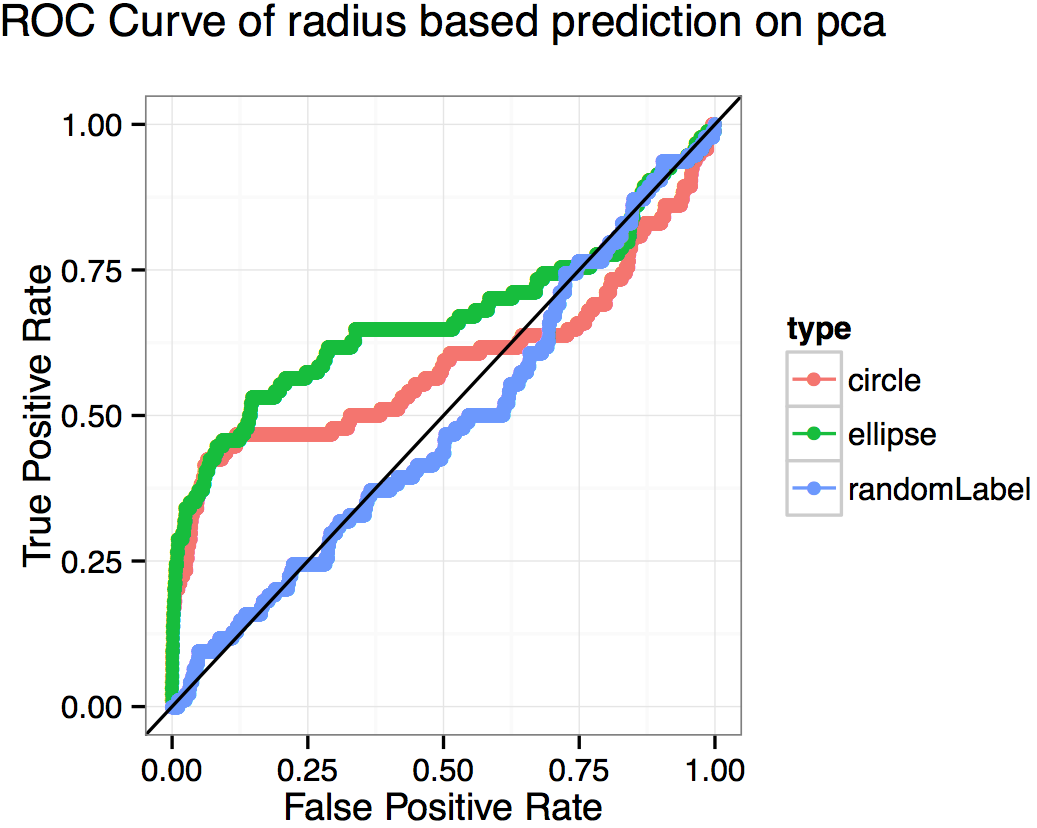 ROC Curve of radius based prediction on pca
True Positive Rate
1.00
0.75
0.50
0.25
0.00
0.00 0.25 0.50 0.75 1.00
False Positive Rate
type
circle
ellipse
randomLabel